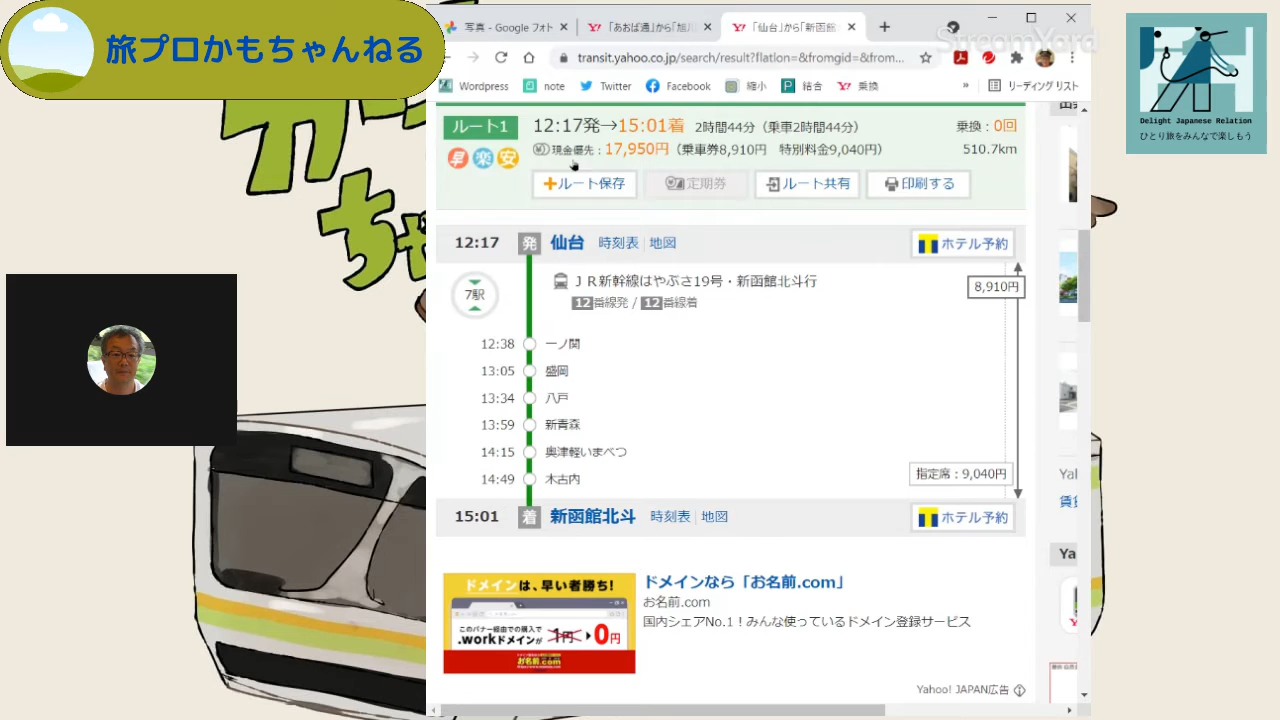 旅プロかもちゃんねる
写真 - Google フォト
「あおば通」から「旭川
「仙台」から「新函館
StreamYard
transit.yahoo.co.jp/search/result?flation=&fromgid=&from...
Wordpress
note
Twitter
Facebook
縮小
結合
乗換
»
リーディング リスト
Delight Japanese Relation
ひとり旅をみんなで楽しもう
ルート1
12:17発→15:01着 2時間44分（乗車2時間44分）
乗換：0回
早 楽 安
現金優先：17,950円（乗車券8,910円 特別料金9,040円）
510.7km
ルート保存
定期券
ルート共有
印刷する
12:17 発 仙台 時刻表 | 地図
ホテル予約
7駅
ＪＲ新幹線はやぶさ19号・新函館北斗行
12番線発 / 12番線着
8,910円
12:38 一ノ関
13:05 盛岡
13:34 八戸
13:59 新青森
14:15 奥津軽いまべつ
14:49 木古内
指定席：9,040円
15:01 着 新函館北斗 時刻表 | 地図
ホテル予約
ドメインは、早い者勝ち!
このバナー経由での購入で
.workドメインが 1円 0円
お名前.com
ドメインなら「お名前.com」
お名前.com
国内シェアNo.1！みんな使っているドメイン登録サービス
Yahoo! JAPAN広告
Ya